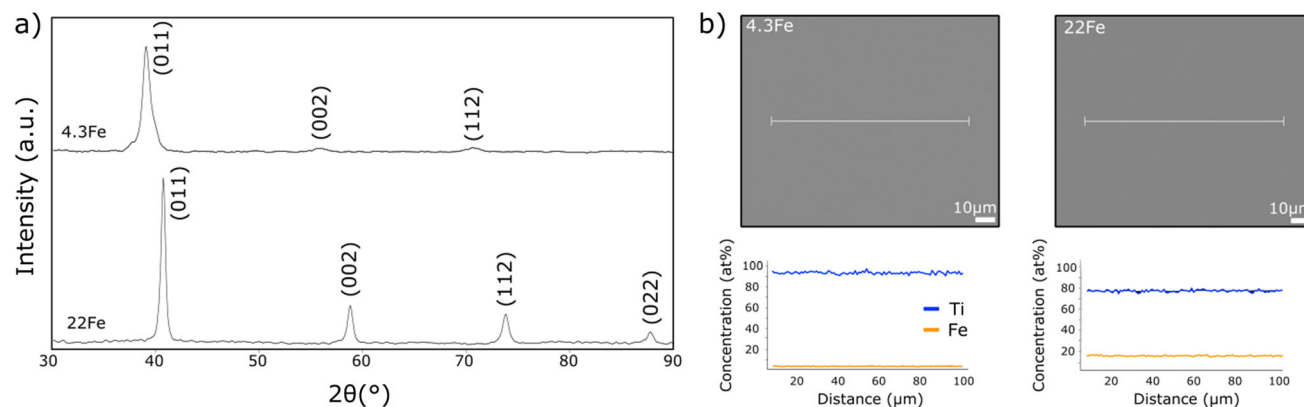 a)
Intensity (a.u.)
4.3Fe
(011)
(002)
(112)
22Fe
(011)
(002)
(112)
(022)
30 40 50 60 70 80 90
2θ(°)
b)
4.3Fe
10μm
22Fe
10μm
Concentration (at%)
100
80
60
40
20
Ti
Fe
20 40 60 80 100
Distance (μm)
Concentration (at%)
100
80
60
40
20
20 40 60 80 100
Distance (μm)